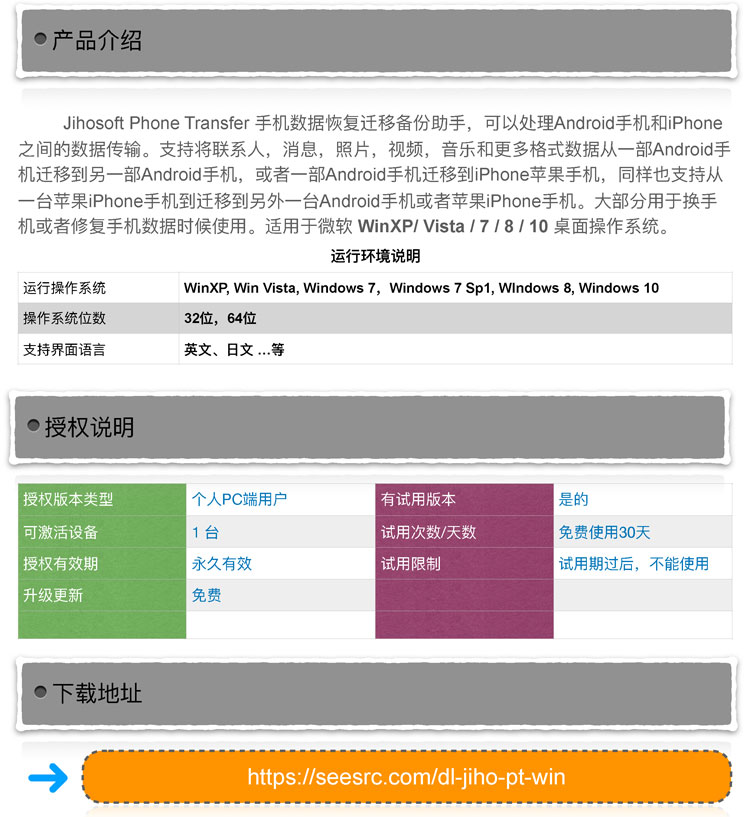 产品介绍
Jihosoft Phone Transfer 手机数据恢复迁移备份助手，可以处理Android手机和iPhone
之间的数据传输。支持将联系人，消息，照片，视频，音乐和更多格式数据从一部Android手
机迁移到另一部Android手机，或者一部Android手机迁移到iPhone苹果手机，同样也支持从
一台苹果iPhone手机到迁移到另外一台Android手机或者苹果iPhone手机。大部分用于换手
机或者修复手机数据时候使用。适用于微软 WinXP/ Vista / 7 / 8 / 10 桌面操作系统。
运行环境说明
运行操作系统 WinXP, Win Vista, Windows 7，Windows 7 Sp1, WIndows 8, Windows 10
操作系统位数 32位，64位
支持界面语言 英文、日文 ...等
授权说明
授权版本类型 个人PC端用户 有试用版本 是的
可激活设备 1 台 试用次数/天数 免费使用30天
授权有效期 永久有效 试用限制 试用期过后，不能使用
升级更新 免费
下载地址
https://seesrc.com/dl-jiho-pt-win